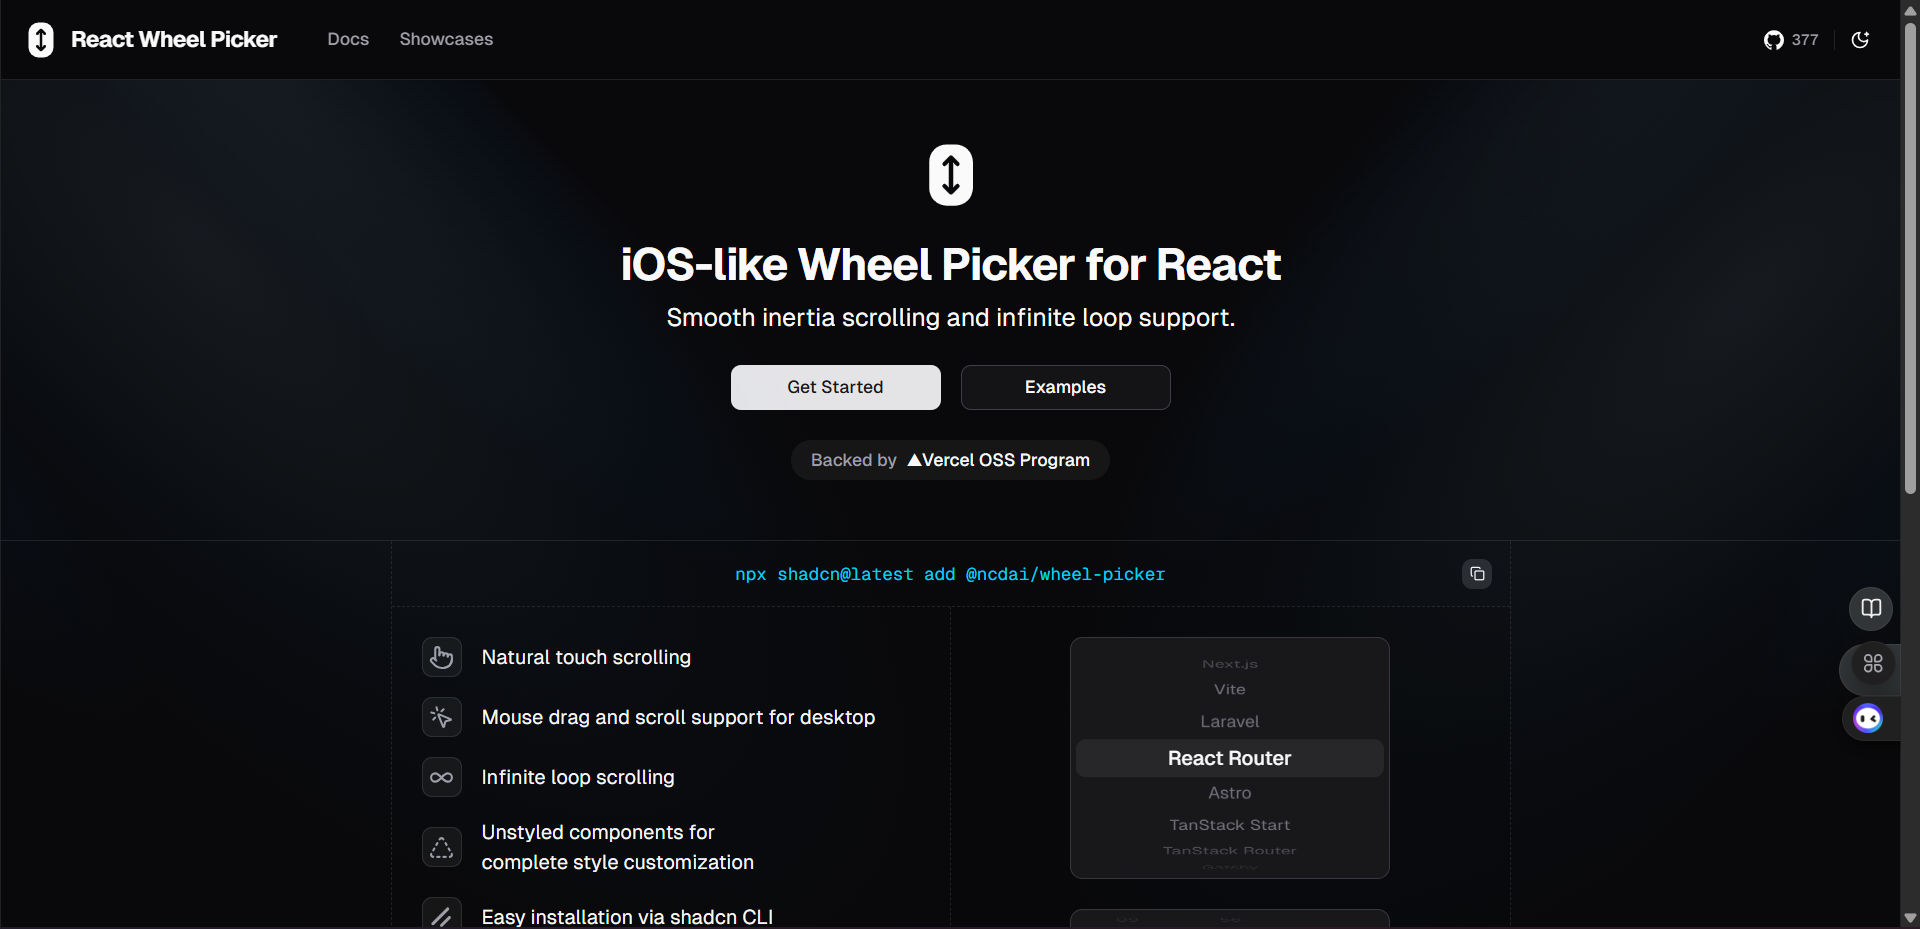 React Wheel Picker
Docs
Showcases
377
iOS-like Wheel Picker for React
Smooth inertia scrolling and infinite loop support.
Get Started
Examples
Backed by ▲Vercel OSS Program
npx shadcn@latest add @ncdai/wheel-picker
Natural touch scrolling
Mouse drag and scroll support for desktop
Infinite loop scrolling
Unstyled components for
complete style customization
Easy installation via shadcn CLI
Next.js
Vite
Laravel
React Router
Astro
TanStack Start
TanStack Router